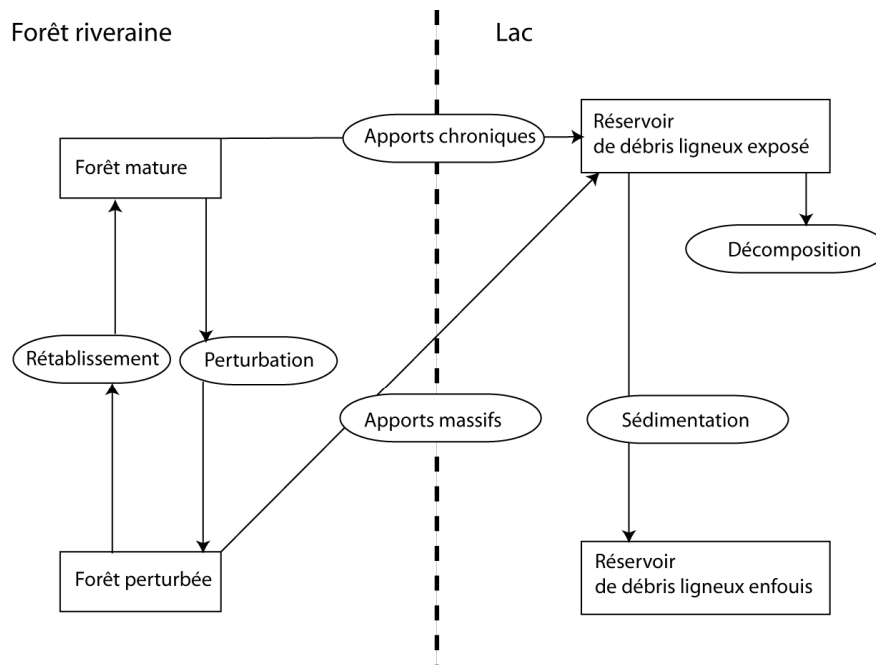 Forêt riveraine
Lac
Apports chroniques
Réservoir
de débris ligneux exposé
Forêt mature
Décomposition
Rétablissement
Perturbation
Apports massifs
Sédimentation
Forêt perturbée
Réservoir
de débris ligneux enfouis